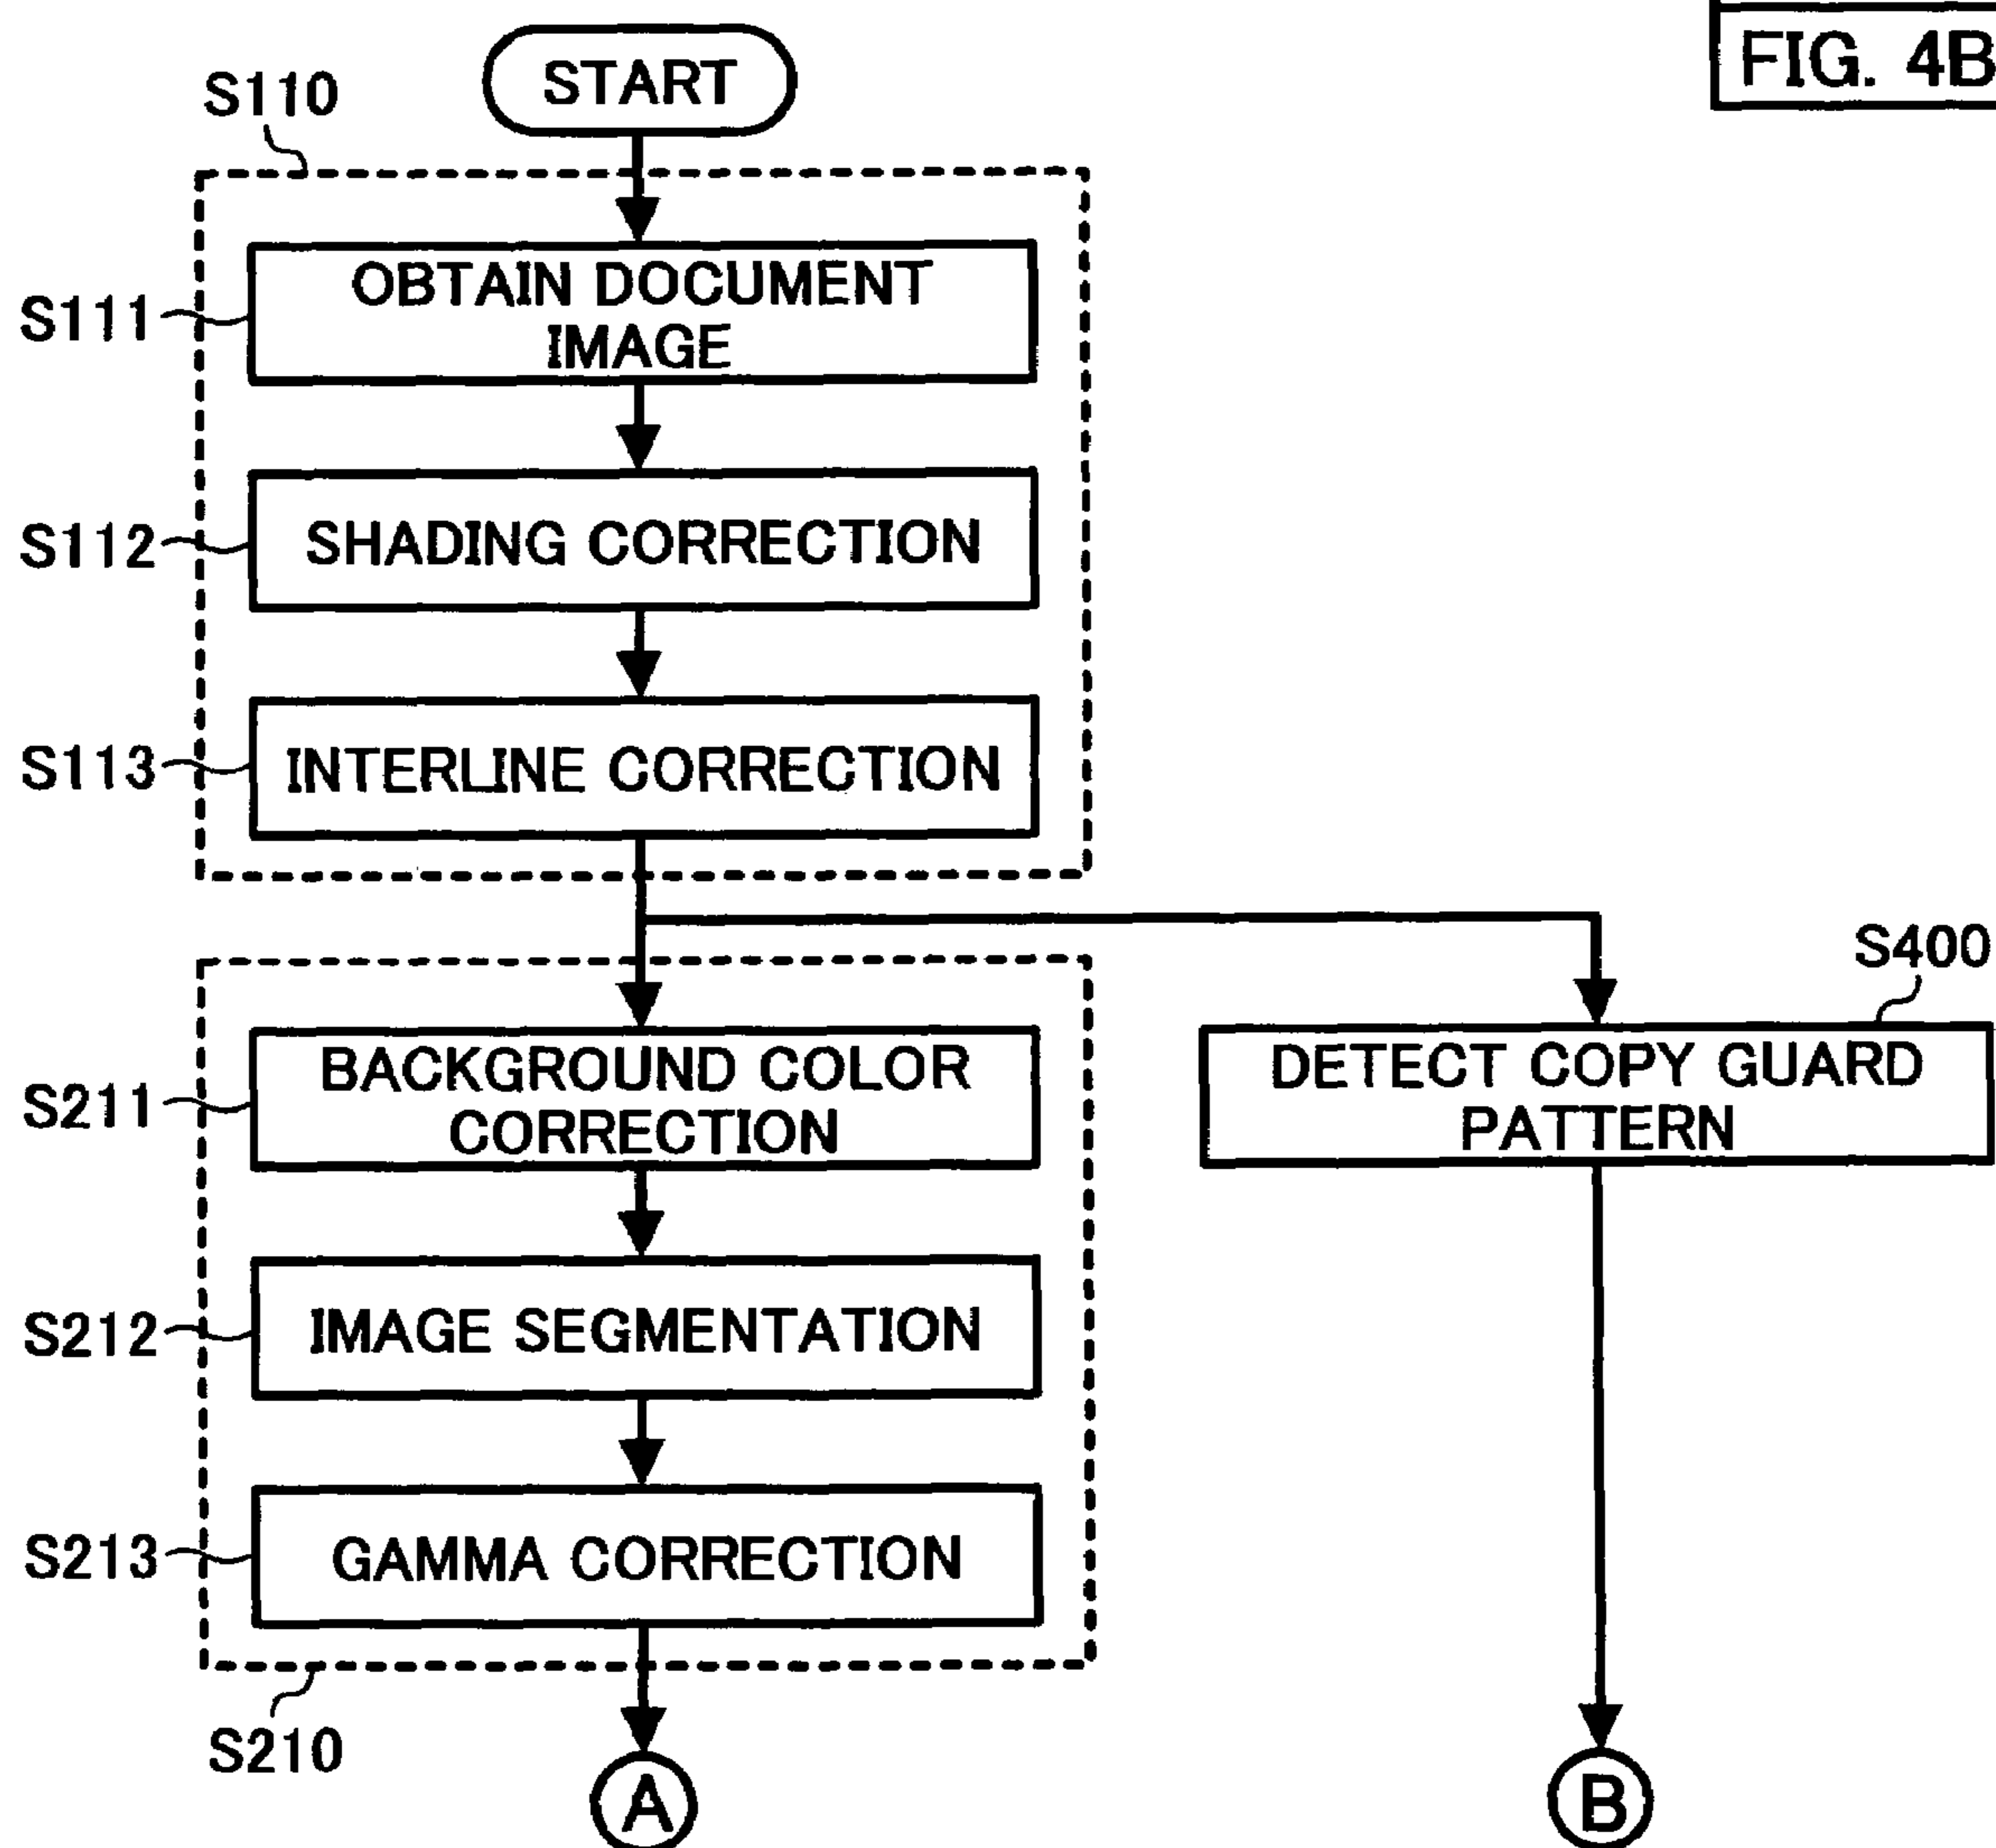 FIG. 4B
START
S110
S111
OBTAIN DOCUMENT
IMAGE
S112
SHADING CORRECTION
S113
INTERLINE CORRECTION
S400
S211
BACKGROUND COLOR
CORRECTION
DETECT COPY GUARD
PATTERN
S212
IMAGE SEGMENTATION
S213
GAMMA CORRECTION
S210
A
B